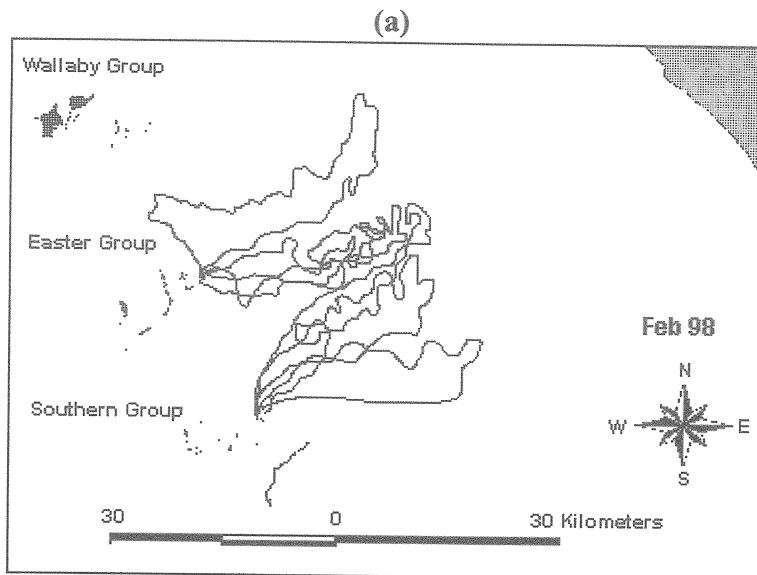 (a)
Wallaby Group
Easter Group
Feb 98
N
Southern Group
W E
S
30 0 30 Kilometers